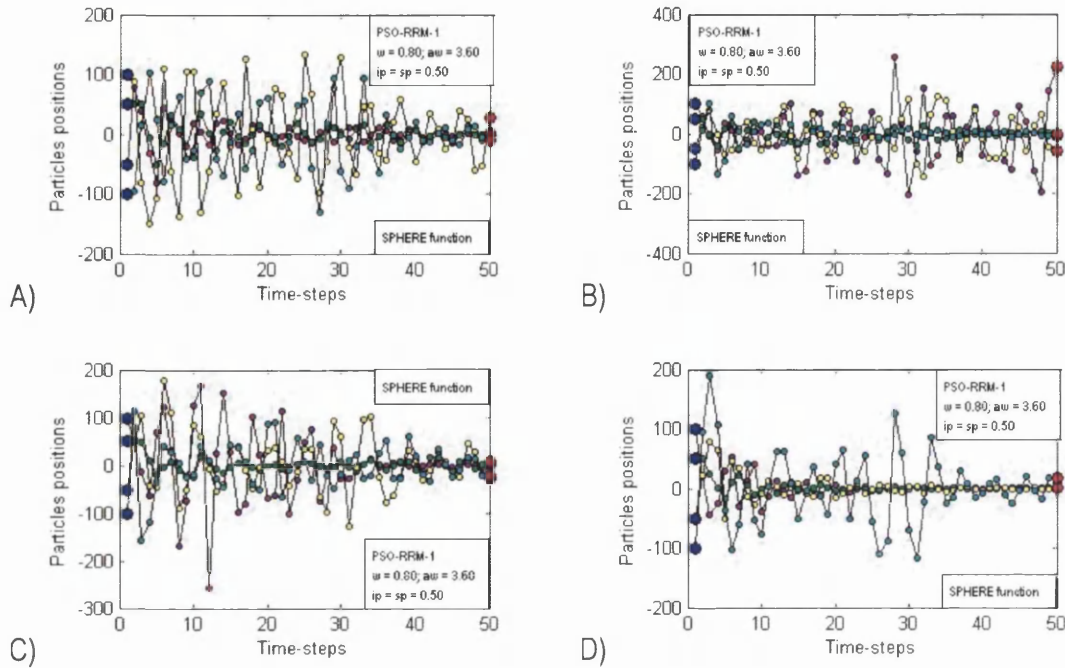 200
100
0
-100
-200
Particles positions
0 10 20 30 40 50
Time-steps
PSO-RRM-1
w = 0.80; aw = 3.60
ip = sp = 0.50
SPHERE function
A)
400
200
0
-200
-400
Particles positions
0 10 20 30 40 50
Time-steps
PSO-RRM-1
w = 0.80; aw = 3.60
ip = sp = 0.50
SPHERE function
B)
200
100
0
-100
-200
-300
Particles positions
0 10 20 30 40 50
Time-steps
SPHERE function
PSO-RRM-1
w = 0.80; aw = 3.60
ip = sp = 0.50
C)
200
100
0
-100
-200
Particles positions
0 10 20 30 40 50
Time-steps
PSO-RRM-1
w = 0.80; aw = 3.60
ip = sp = 0.50
SPHERE function
D)